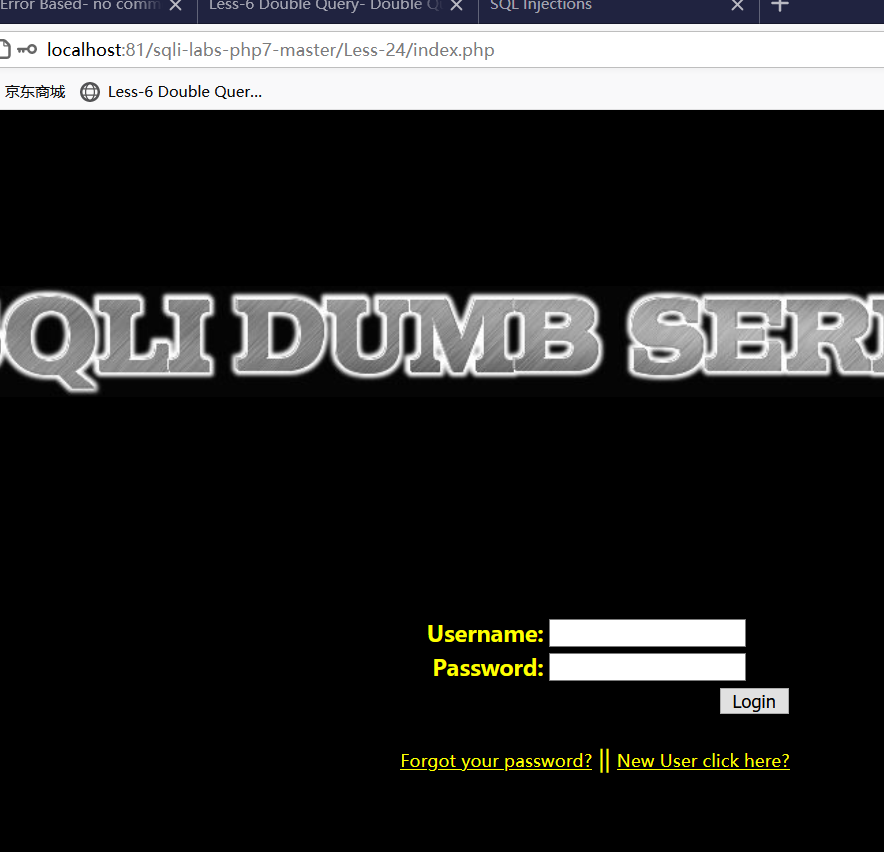 Error Based- no comm
Less-6 Double Query- Double Q
SQL Injections
localhost:81/sqli-labs-php7-master/Less-24/index.php
京东商城
Less-6 Double Quer...
SQLI DUMB SERI
Username:
Password:
Login
Forgot your password? || New User click here?